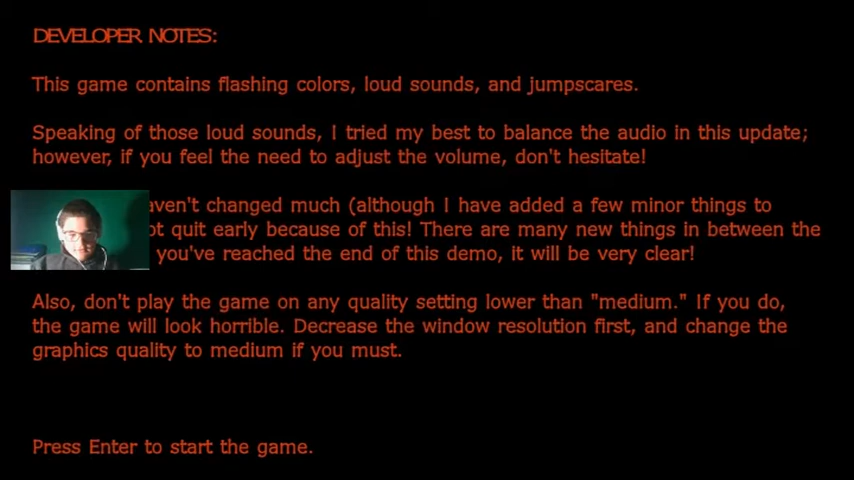 DEVELOPER NOTES:
This game contains flashing colors, loud sounds, and jumpscares.
Speaking of those loud sounds, I tried my best to balance the audio in this update;
however, if you feel the need to adjust the volume, don't hesitate!
aven't changed much (although I have added a few minor things to
quit early because of this! There are many new things in between the
you've reached the end of this demo, it will be very clear!
Also, don't play the game on any quality setting lower than "medium." If you do,
the game will look horrible. Decrease the window resolution first, and change the
graphics quality to medium if you must.
Press Enter to start the game.